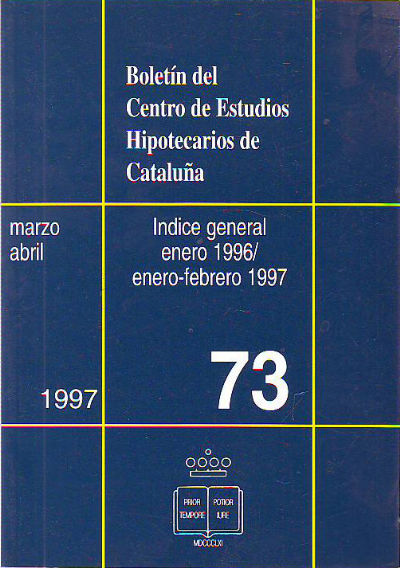 Boletín del
Centro de Estudios
Hipotecarios de
Cataluña
marzo
abril
Indice general
enero 1996/
enero-febrero 1997
1997
73
PRIOR
TEMPORE
POTIOR
IURE
MDCCCLXI